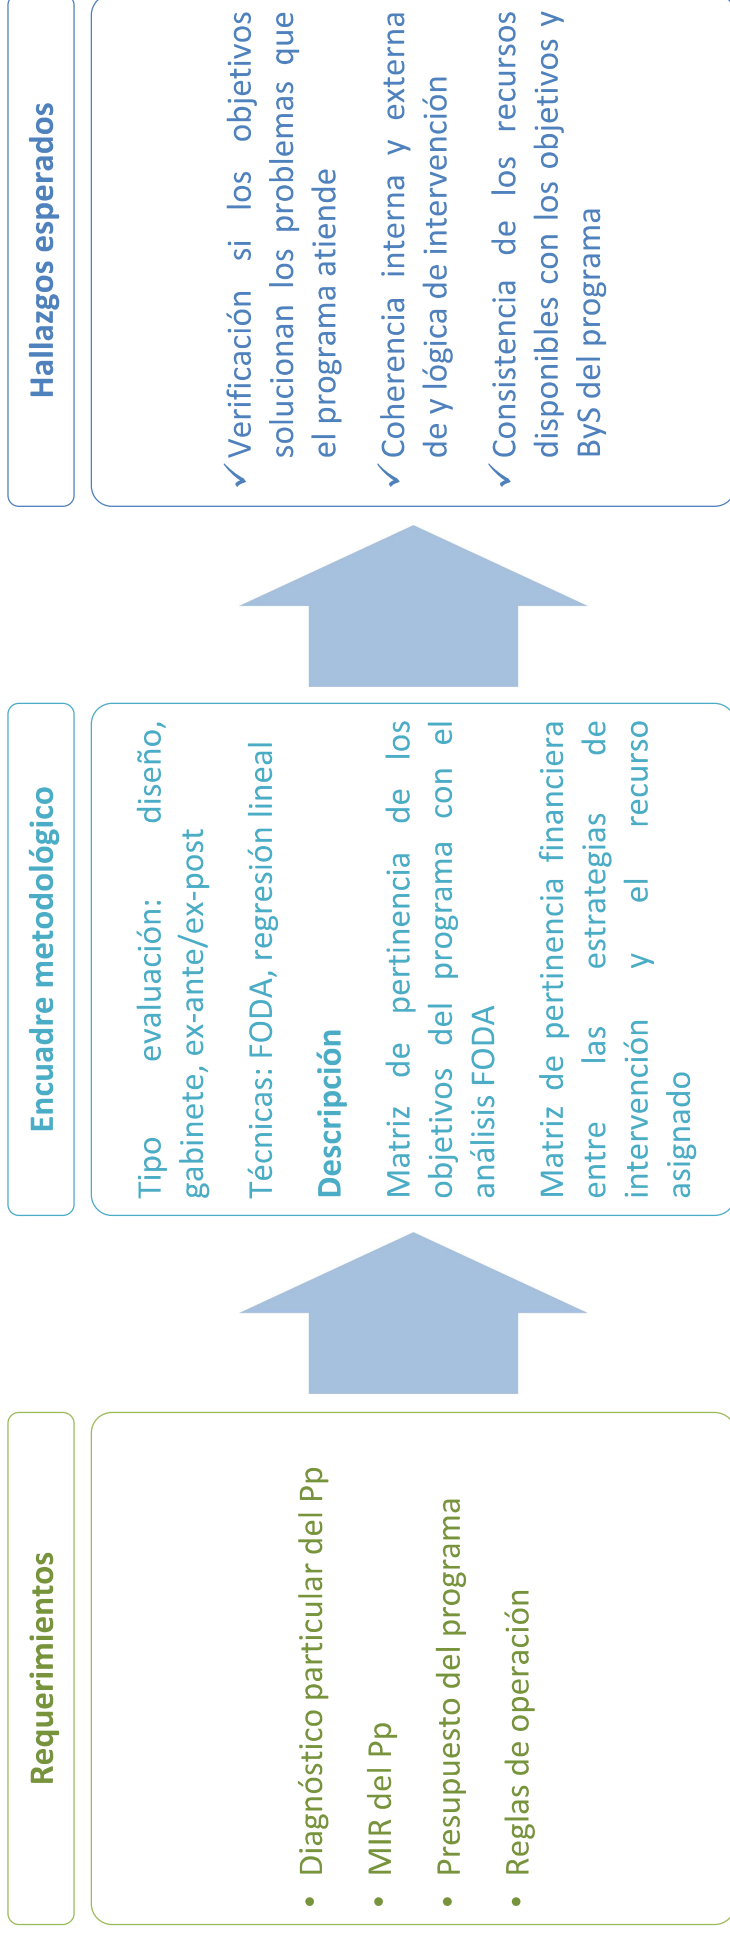 Requerimientos
• Diagnóstico particular del Pp
• MIR del Pp
• Presupuesto del programa
• Reglas de operación
Encuadre metodológico
Tipo evaluación: diseño,
gabinete, ex-ante/ex-post
Técnicas: FODA, regresión lineal
Descripción
Matriz de pertinencia de los
objetivos del programa con el
análisis FODA
Matriz de pertinencia financiera
entre las estrategias de
intervención y el recurso
asignado
Hallazgos esperados
✓ Verificación si los objetivos
solucionan los problemas que
el programa atiende
✓ Coherencia interna y externa
de y lógica de intervención
✓ Consistencia de los recursos
disponibles con los objetivos y
ByS del programa